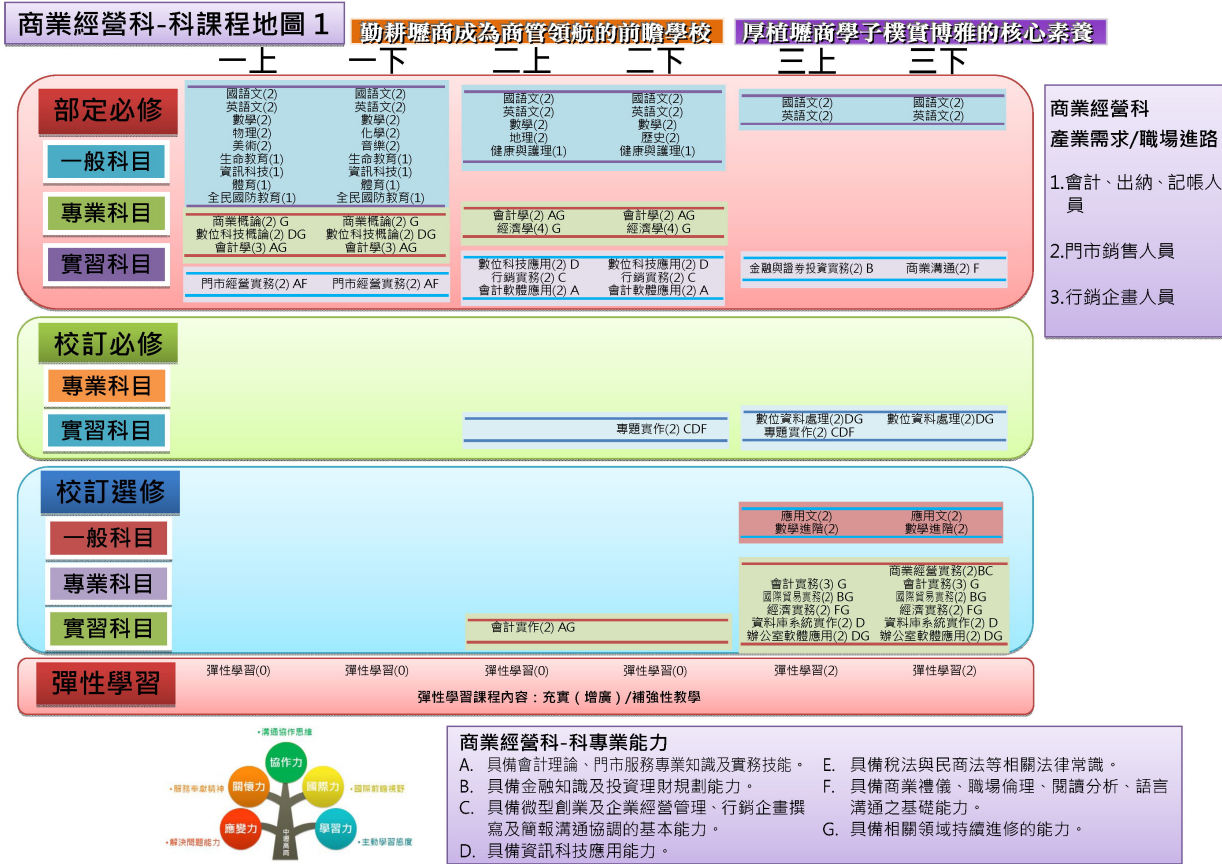 商業經營科-科課程地圖 1
勤耕壢商成為商管領航的前瞻學校
厚植壢商學子樸實博雅的核心素養
一上 一下 二上 二下 三上 三下
部定必修
一般科目
專業科目
實習科目
國語文(2)
英語文(2)
數學(2)
物理(2)
美術(2)
生命教育(1)
資訊科技(1)
體育(1)
全民國防教育(1)
國語文(2)
英語文(2)
數學(2)
化學(2)
音樂(2)
生命教育(1)
資訊科技(1)
體育(1)
全民國防教育(1)
國語文(2)
英語文(2)
數學(2)
地理(2)
健康與護理(1)
國語文(2)
英語文(2)
數學(2)
歷史(2)
健康與護理(1)
國語文(2)
英語文(2)
國語文(2)
英語文(2)
商業概論(2) G
數位科技概論(2) DG
會計學(3) AG
商業概論(2) G
數位科技概論(2) DG
會計學(3) AG
會計學(2) AG
經濟學(4) G
會計學(2) AG
經濟學(4) G
門市經營實務(2) AF
門市經營實務(2) AF
數位科技應用(2) D
行銷實務(2) C
會計軟體應用(2) A
數位科技應用(2) D
行銷實務(2) C
會計軟體應用(2) A
金融與證券投資實務(2) B
商業溝通(2) F
商業經營科
產業需求/職場進路
1.會計、出納、記帳人
員
2.門市銷售人員
3.行銷企畫人員
校訂必修
專業科目
實習科目
專題實作(2) CDF
數位資料處理(2)DG
專題實作(2) CDF
數位資料處理(2)DG
校訂選修
一般科目
專業科目
實習科目
應用文(2)
數學進階(2)
應用文(2)
數學進階(2)
會計實作(2) AG
會計實務(3) G
國際貿易實務(2) BG
經濟實務(2) FG
資料庫系統實作(2) D
辦公室軟體應用(2) DG
商業經營實務(2)BC
會計實務(3) G
國際貿易實務(2) BG
經濟實務(2) FG
資料庫系統實作(2) D
辦公室軟體應用(2) DG
彈性學習
彈性學習(0) 彈性學習(0) 彈性學習(0) 彈性學習(0) 彈性學習(2) 彈性學習(2)
彈性學習課程內容：充實（增廣）/補強性教學
•溝通協作思維
協作力
•服務奉獻精神
關懷力
國際力
•國際前瞻視野
應變力
學習力
•解決問題能力
•主動學習態度
中壢高商
商業經營科-科專業能力
A. 具備會計理論、門市服務專業知識及實務技能。
B. 具備金融知識及投資理財規劃能力。
C. 具備微型創業及企業經營管理、行銷企畫撰
寫及簡報溝通協調的基本能力。
D. 具備資訊科技應用能力。
E. 具備稅法與民商法等相關法律常識。
F. 具備商業禮儀、職場倫理、閱讀分析、語言
溝通之基礎能力。
G. 具備相關領域持續進修的能力。